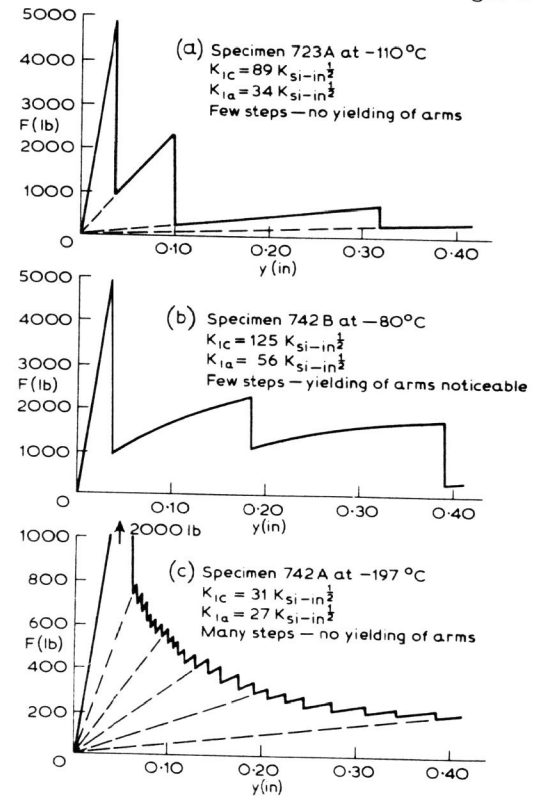 5000
4000
3000
F(lb)
2000
1000
O
0·10
0·20
0·30
0·40
y(in)
(a) Specimen 723A at −110°C
K₁c = 89 Ksi−in½
K₁a = 34 Ksi−in½
Few steps — no yielding of arms
5000
4000
3000
F(lb)
2000
1000
O
0·10
0·20
0·30
0·40
y(in)
(b) Specimen 742B at −80°C
K₁c = 125 Ksi−in½
K₁a = 56 Ksi−in½
Few steps — yielding of arms noticeable
1000
800
600
F(lb)
400
200
O
0·10
0·20
0·30
0·40
y(in)
2000 lb
(c) Specimen 742A at −197 °C
K₁c = 31 Ksi−in½
K₁a = 27 Ksi−in½
Many steps — no yielding of arms